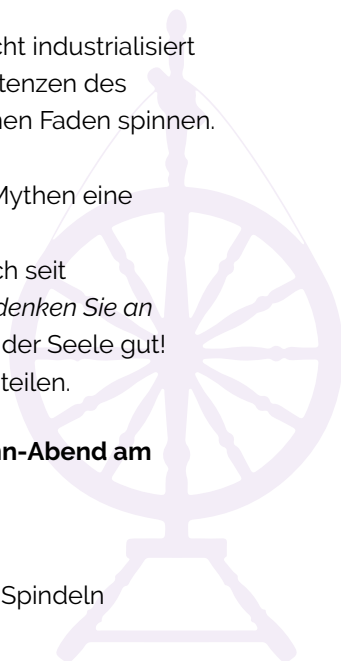 cht industrialisiert
tenzen des
nen Faden spinnen.
Mythen eine
ch seit
denken Sie an
der Seele gut!
teilen.
nn-Abend am
Spindeln